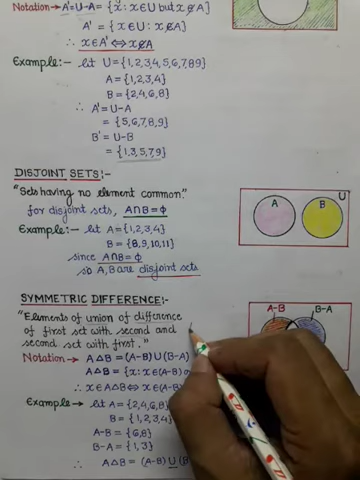 Notation→ A'=U-A= {x: x∈U but x∉A}
A' = {x∈U: x∉A}
∴ x∈A' ⇔ x∉A
Example:- let U = {1,2,3,4,5,6,7,8,9}
A = {1,2,3,4}
B = {2,4,6,8}
∴ A' = U-A
= {5,6,7,8,9}
B' = U-B
= {1,3,5,7,9}
DISJOINT SETS:-
"Sets having no element common."
for disjoint sets, A∩B=ϕ
Example:- let A = {1,2,3,4}
B = {8,9,10,11}
since A∩B=ϕ
so A,B are disjoint sets
A B U
SYMMETRIC DIFFERENCE:-
"Elements of union of difference
of first set with second and
second set with first."
Notation → A∆B = (A-B) U (B-A)
A∆B = {x: x∈(A-B)
∴ x∈A∆B ⇔ x∈(A-B)
Example→ let A = {2,4,6,8}
B = {1,2,3,4}
A-B = {6,8}
B-A = {1,3}
∴ A∆B = (A-B) U (B
A-B B-A